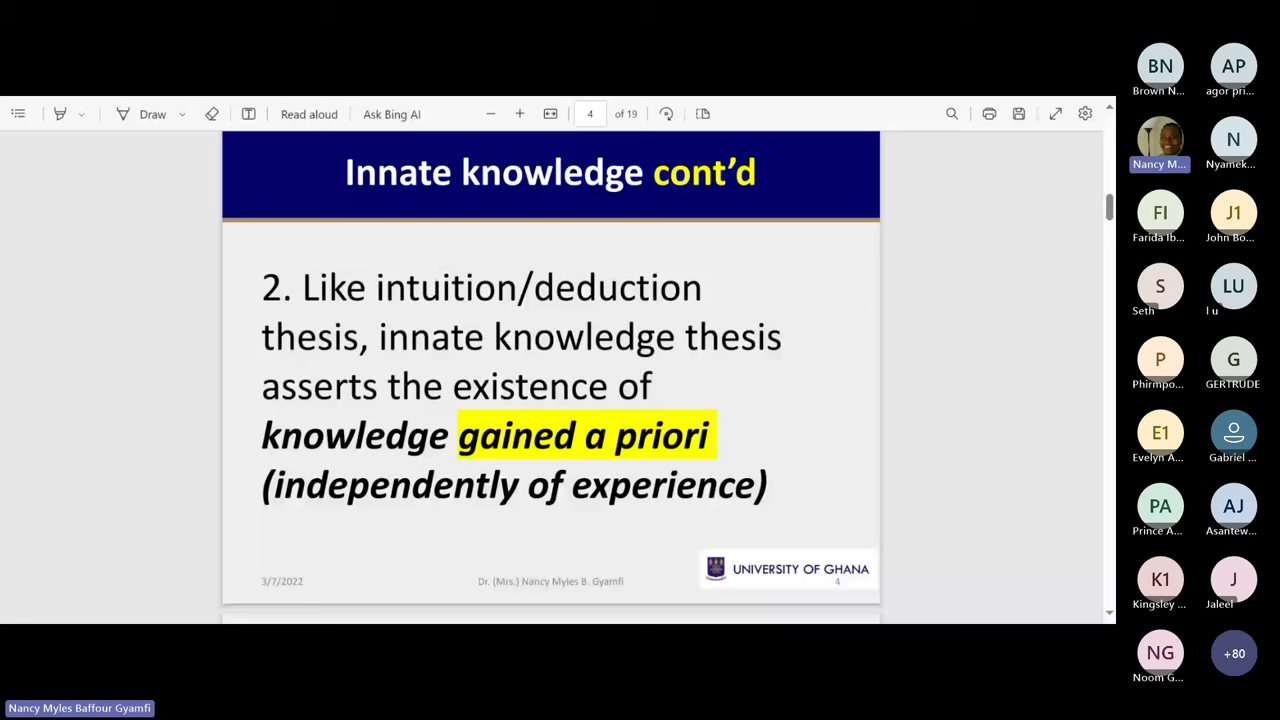 Draw
Read aloud
Ask Bing AI
4
of 19
Innate knowledge cont’d
2. Like intuition/deduction
thesis, innate knowledge thesis
asserts the existence of
knowledge gained a priori
(independently of experience)
UNIVERSITY OF GHANA
3/7/2022
Dr. (Mrs.) Nancy Myles B. Gyamfi
4
BN
Brown N...
AP
agor pri...
Nancy M...
N
Nyamek...
FI
Farida Ib...
J1
John Bo...
S
Seth
LU
l u
P
Phirmpo...
G
GERTRUDE
E1
Evelyn A...
Gabriel ...
PA
Prince A...
AJ
Asantew...
K1
Kingsley ...
J
Jaleel
NG
Noom G...
+80
Nancy Myles Baffour Gyamfi